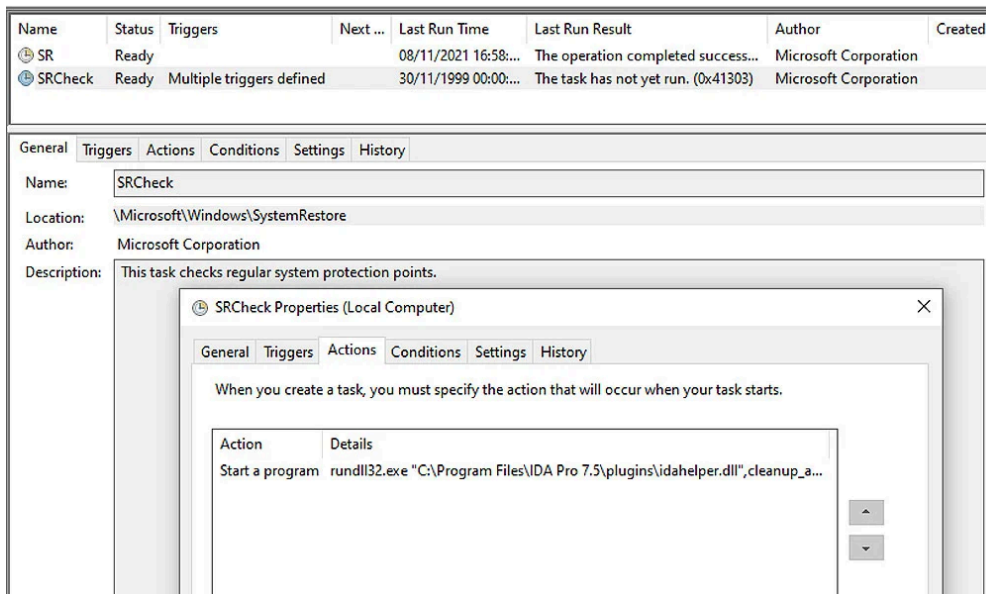 Name Status Triggers Next ... Last Run Time Last Run Result Author Created
SR Ready 08/11/2021 16:58:... The operation completed success... Microsoft Corporation
SRCheck Ready Multiple triggers defined 30/11/1999 00:00:... The task has not yet run. (0x41303) Microsoft Corporation
General Triggers Actions Conditions Settings History
Name: SRCheck
Location: \Microsoft\Windows\SystemRestore
Author: Microsoft Corporation
Description: This task checks regular system protection points.
SRCheck Properties (Local Computer)
General Triggers Actions Conditions Settings History
When you create a task, you must specify the action that will occur when your task starts.
Action Details
Start a program rundll32.exe "C:\Program Files\IDA Pro 7.5\plugins\idahelper.dll",cleanup_a...